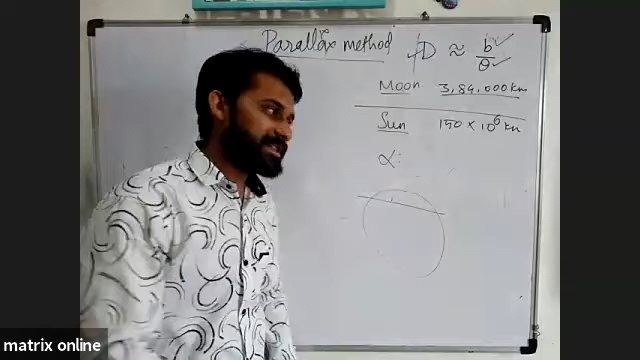 Parallax method D ≈ b/θ
Moon 3,84,000 km
Sun 150 × 10⁶ km
α:
matrix online